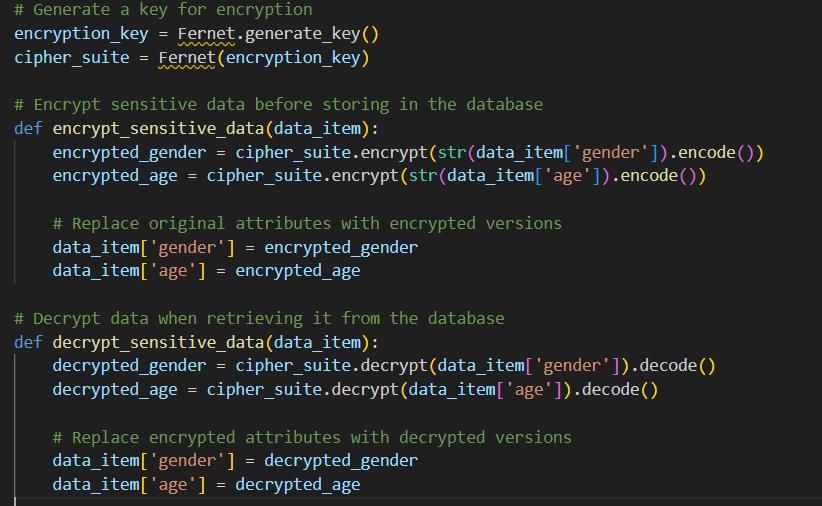 # Generate a key for encryption
encryption_key = Fernet.generate_key()
cipher_suite = Fernet(encryption_key)
# Encrypt sensitive data before storing in the database
def encrypt_sensitive_data(data_item):
    encrypted_gender = cipher_suite.encrypt(str(data_item['gender']).encode())
    encrypted_age = cipher_suite.encrypt(str(data_item['age']).encode())
    # Replace original attributes with encrypted versions
    data_item['gender'] = encrypted_gender
    data_item['age'] = encrypted_age
# Decrypt data when retrieving it from the database
def decrypt_sensitive_data(data_item):
    decrypted_gender = cipher_suite.decrypt(data_item['gender']).decode()
    decrypted_age = cipher_suite.decrypt(data_item['age']).decode()
    # Replace encrypted attributes with decrypted versions
    data_item['gender'] = decrypted_gender
    data_item['age'] = decrypted_age